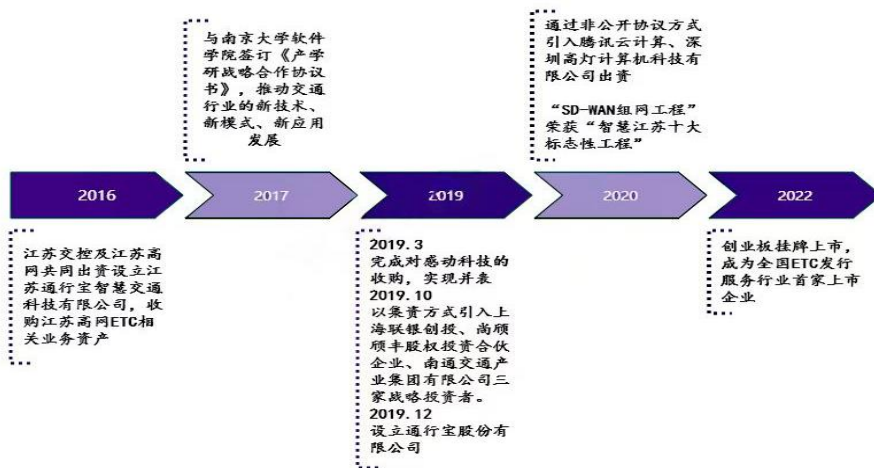 与南京大学软件
学院签订《产学
研战略合作协议
书》，推动交通
行业的新技术、
新模式、新应用
发展
通过非公开协议方式
引入腾讯云计算、深
圳高灯计算机科技有
限公司出资
“SD-WAN组网工程”
荣获“智慧江苏十大
标志性工程”
2016
2017
2019
2020
2022
江苏交控及江苏高
网共同出资设立江
苏通行宝智慧交通
科技有限公司，收
购江苏高网ETC相
关业务资产
2019.3
完成对感动科技的
收购，实现并表
2019.10
以集资方式引入上
海联银创投、尚颀
颀丰股权投资合伙
企业、南通交通产
业集团有限公司三
家战略投资者。
2019.12
设立通行宝股份有
限公司
创业板挂牌上市，
成为全国ETC发行
服务行业首家上市
企业